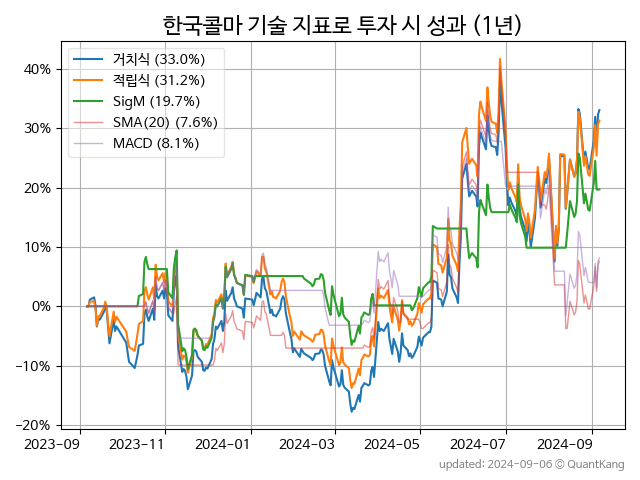 한국콜마 기술 지표로 투자 시 성과 (1년)
거치식 (33.0%)
적립식 (31.2%)
SigM (19.7%)
SMA(20) (7.6%)
MACD (8.1%)
40%
30%
20%
10%
0%
−10%
−20%
2023-09 2023-11 2024-01 2024-03 2024-05 2024-07 2024-09
updated: 2024-09-06 © QuantKang